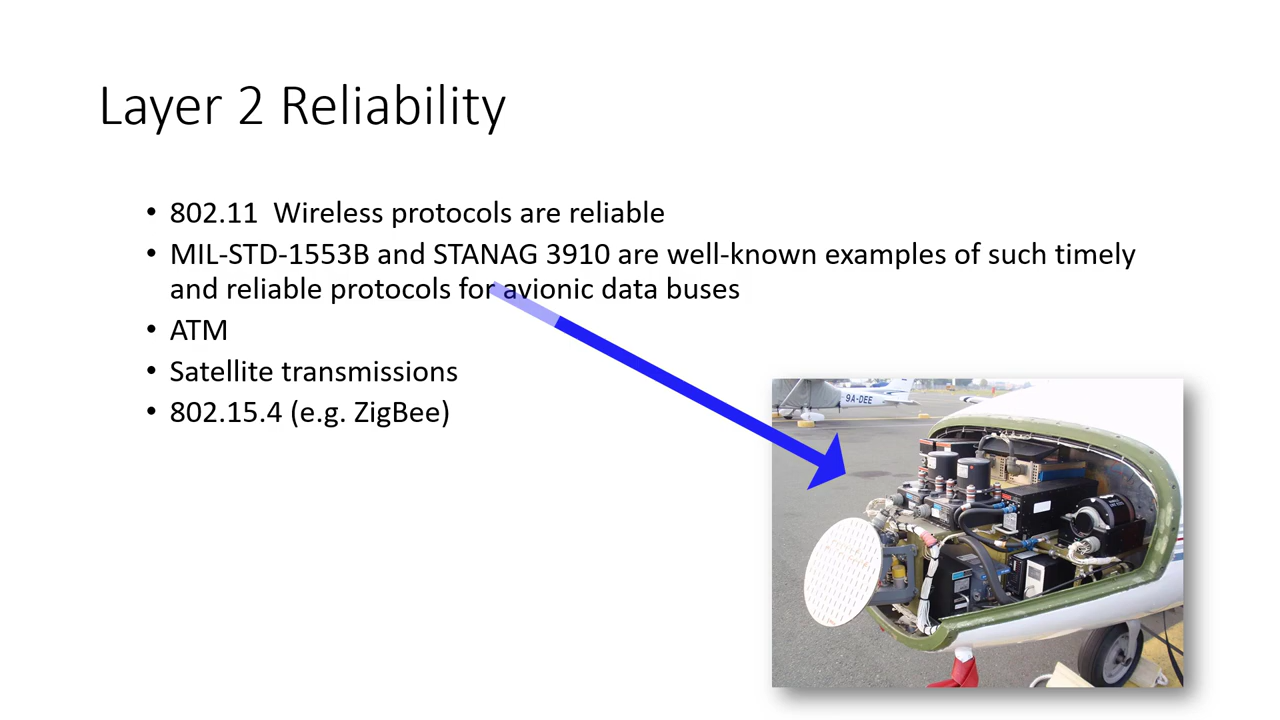 Layer 2 Reliability
• 802.11  Wireless protocols are reliable
• MIL-STD-1553B and STANAG 3910 are well-known examples of such timely
and reliable protocols for avionic data buses
• ATM
• Satellite transmissions
• 802.15.4 (e.g. ZigBee)
9A-DEE